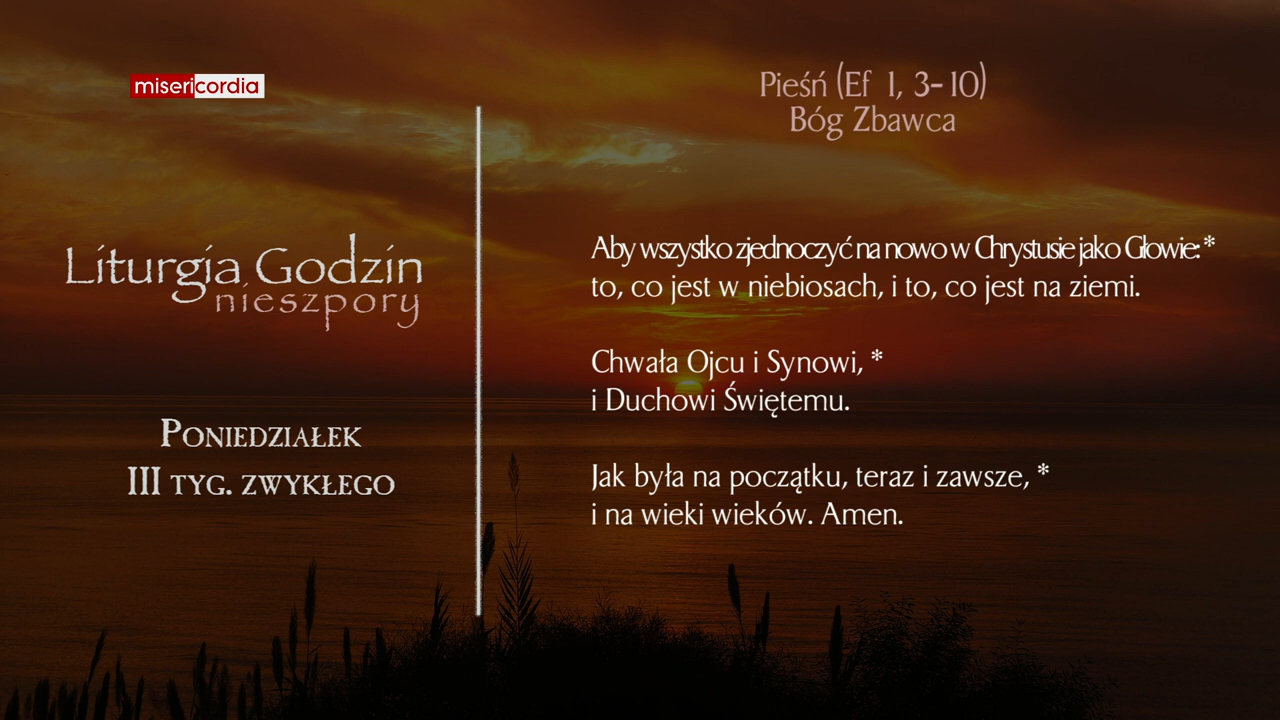 misericordia
Liturgia Godzin
nieszpory
Poniedziałek
III tyg. zwykłego
Pieśń (Ef 1, 3-10)
Bóg Zbawca
Aby wszystko zjednoczyć na nowo w Chrystusie jako Głowie: *
to, co jest w niebiosach, i to, co jest na ziemi.
Chwała Ojcu i Synowi, *
i Duchowi Świętemu.
Jak była na początku, teraz i zawsze, *
i na wieki wieków. Amen.